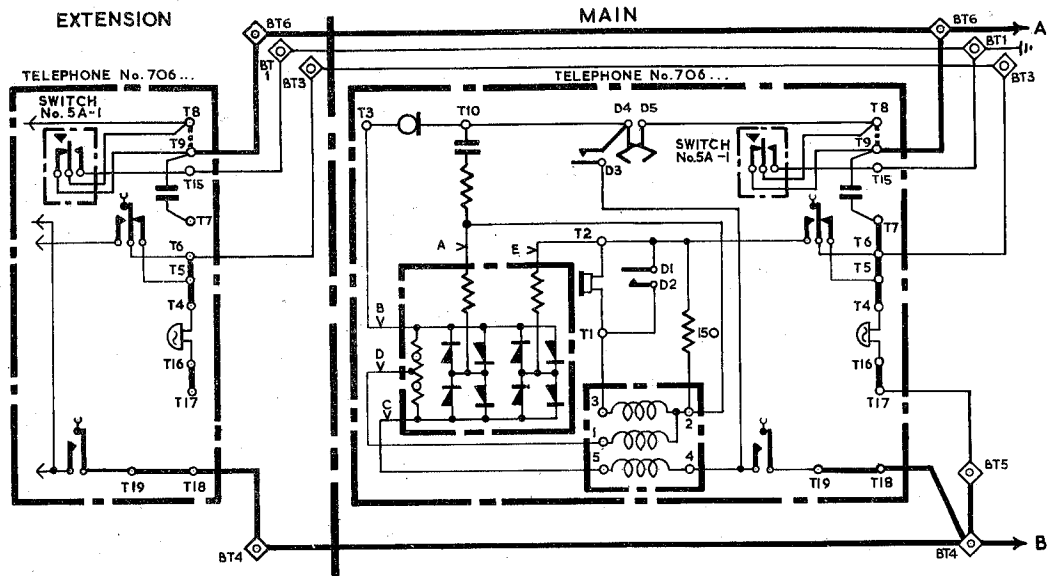 EXTENSION
MAIN
BT6
BT6
A
BT1
BT1
BT3
BT3
TELEPHONE No. 706 ...
TELEPHONE No. 706 ...
SWITCH
No. 5A-1
T8
T9
T15
T7
T6
T5
T4
T16
T17
T19
T18
BT4
T3
T10
D4
D5
D3
SWITCH
No. 5A-1
T8
T9
T15
T7
T6
T5
T4
T16
T17
A
E
T2
D1
D2
B
D
C
T1
150
3
2
1
5
4
T19
T18
BT5
BT4
B